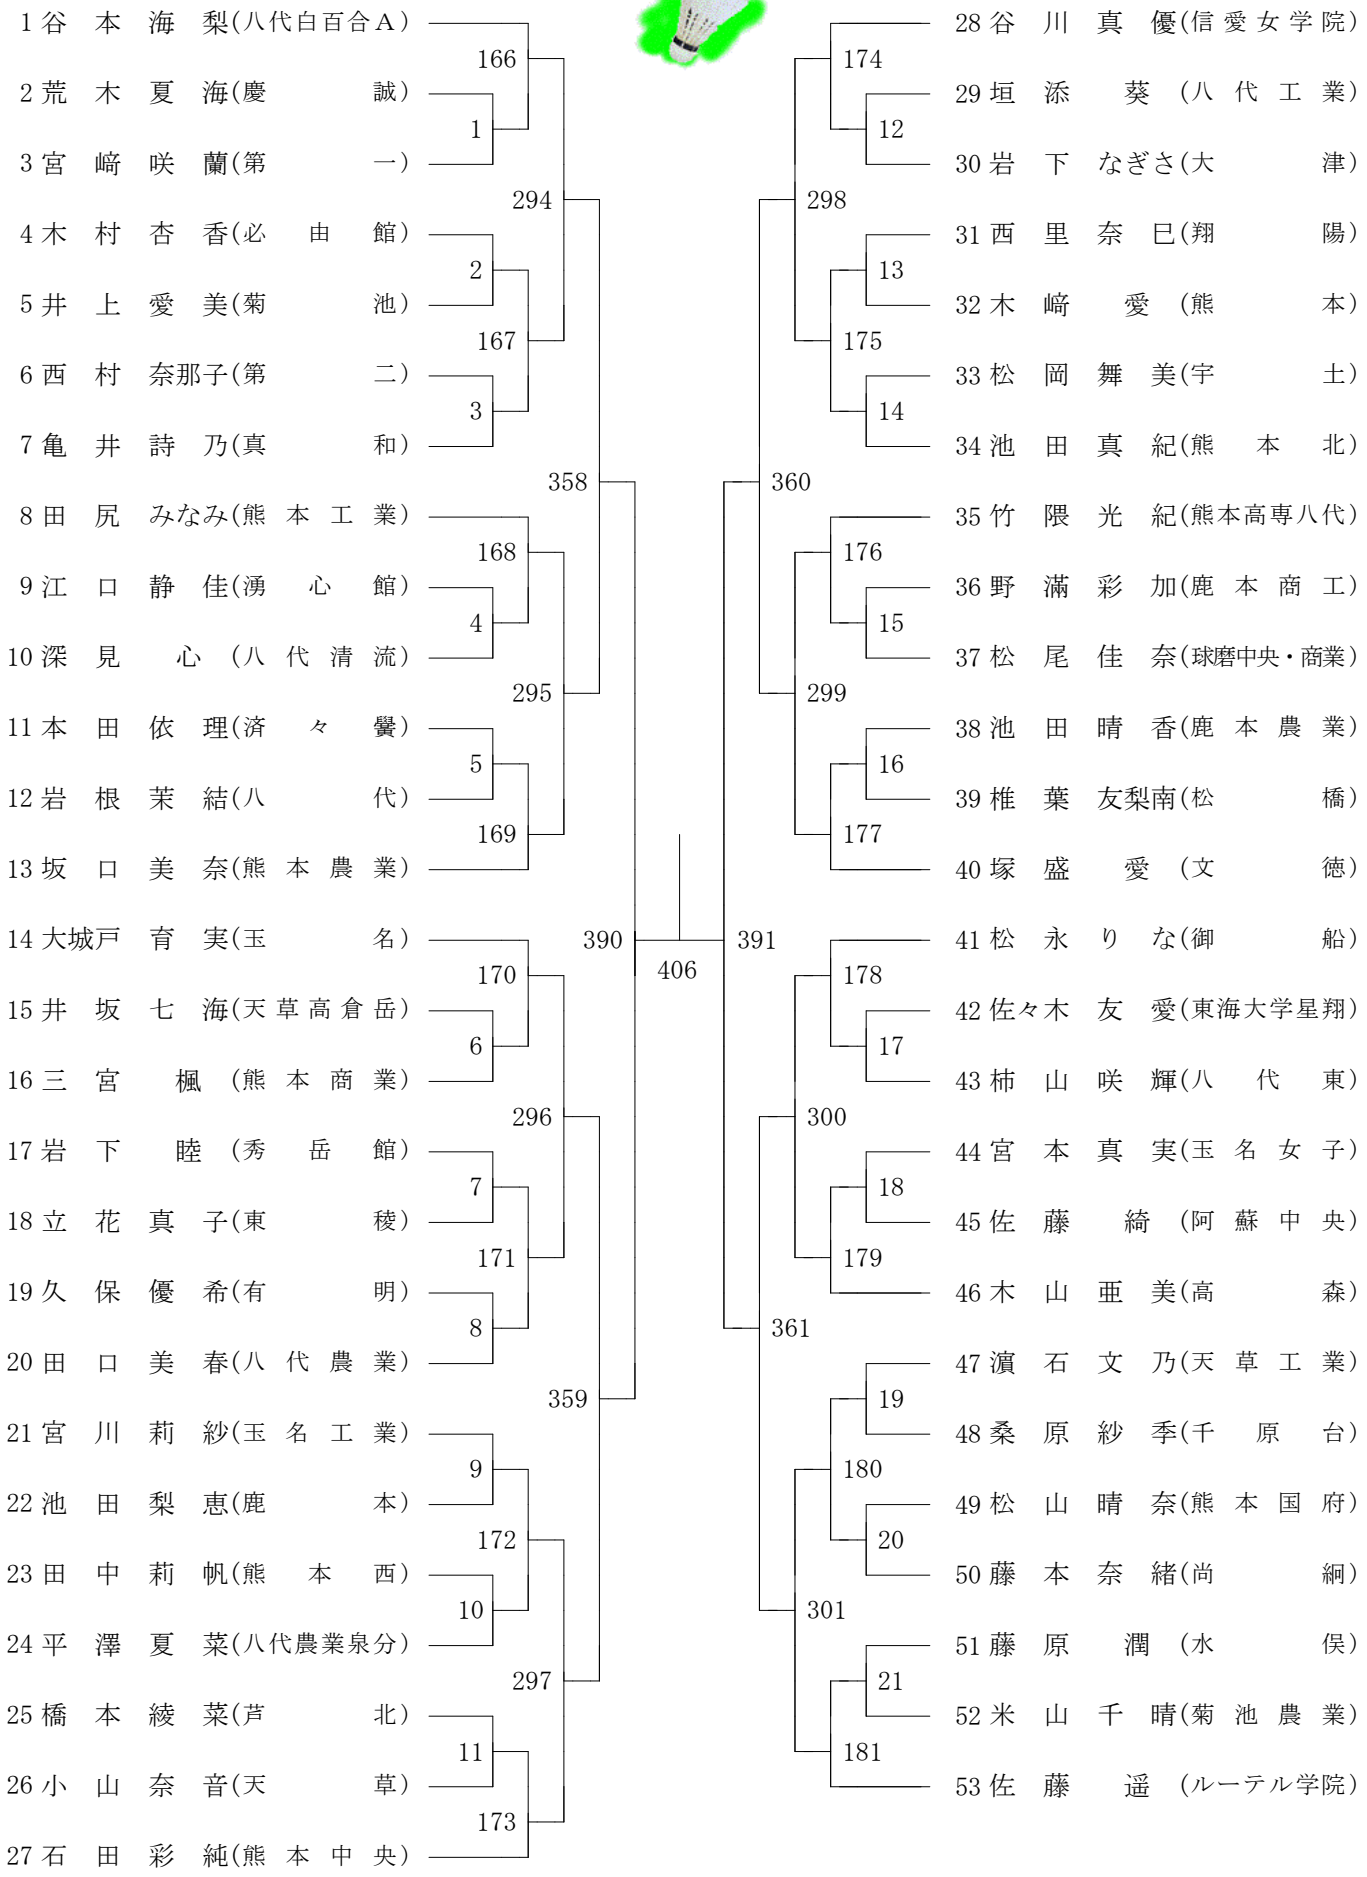 1 谷本海梨(八代白百合A)
2 荒木夏海(慶誠)
3 宮﨑咲蘭(第一)
4 木村杏香(必由館)
5 井上愛美(菊池)
6 西村奈那子(第二)
7 亀井詩乃(真和)
8 田尻みなみ(熊本工業)
9 江口静佳(湧心館)
10 深見心(八代清流)
11 本田依理(済々黌)
12 岩根茉結(八代)
13 坂口美奈(熊本農業)
14 大城戸育実(玉名)
15 井坂七海(天草高倉岳)
16 三宮楓(熊本商業)
17 岩下睦(秀岳館)
18 立花真子(東稜)
19 久保優希(有明)
20 田口美春(八代農業)
21 宮川莉紗(玉名工業)
22 池田梨恵(鹿本)
23 田中莉帆(熊本西)
24 平澤夏菜(八代農業泉分)
25 橋本綾菜(芦北)
26 小山奈音(天草)
27 石田彩純(熊本中央)
166
1
294
2
167
3
358
168
4
295
5
169
390
170
6
296
7
171
8
359
9
172
10
297
11
173
406
28 谷川真優(信愛女学院)
29 垣添葵(八代工業)
30 岩下なぎさ(大津)
31 西里奈巳(翔陽)
32 木﨑愛(熊本)
33 松岡舞美(宇土)
34 池田真紀(熊本北)
35 竹隈光紀(熊本高専八代)
36 野滿彩加(鹿本商工)
37 松尾佳奈(球磨中央・商業)
38 池田晴香(鹿本農業)
39 椎葉友梨南(松橋)
40 塚盛愛(文徳)
41 松永りな(御船)
42 佐々木友愛(東海大学星翔)
43 柿山咲輝(八代東)
44 宮本真実(玉名女子)
45 佐藤綺(阿蘇中央)
46 木山亜美(高森)
47 濵石文乃(天草工業)
48 桑原紗季(千原台)
49 松山晴奈(熊本国府)
50 藤本奈緒(尚絅)
51 藤原潤(水俣)
52 米山千晴(菊池農業)
53 佐藤遥(ルーテル学院)
174
12
298
13
175
14
360
176
15
299
16
177
391
178
17
300
18
179
361
19
180
20
301
21
181